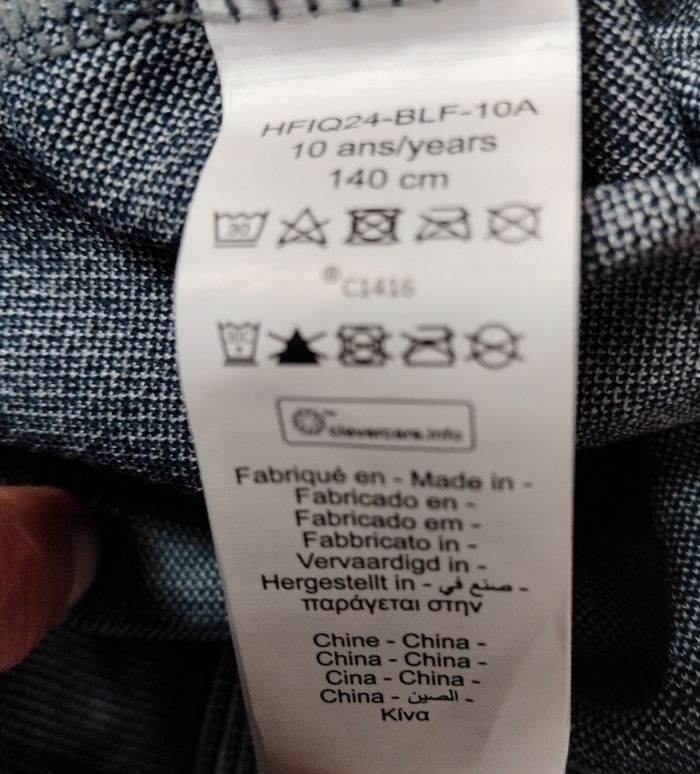 HFIQ24-BLF-10A
10 ans/years
140 cm
30
® C1416
30C
clevercare.info
Fabriqué en - Made in -
Fabricado en -
Fabricado em -
Fabbricato in -
Vervaardigd in -
Hergestellt in - صنع في -
παράγεται στην
Chine - China -
China - China -
Cina - China -
China - الصين -
Κίνα